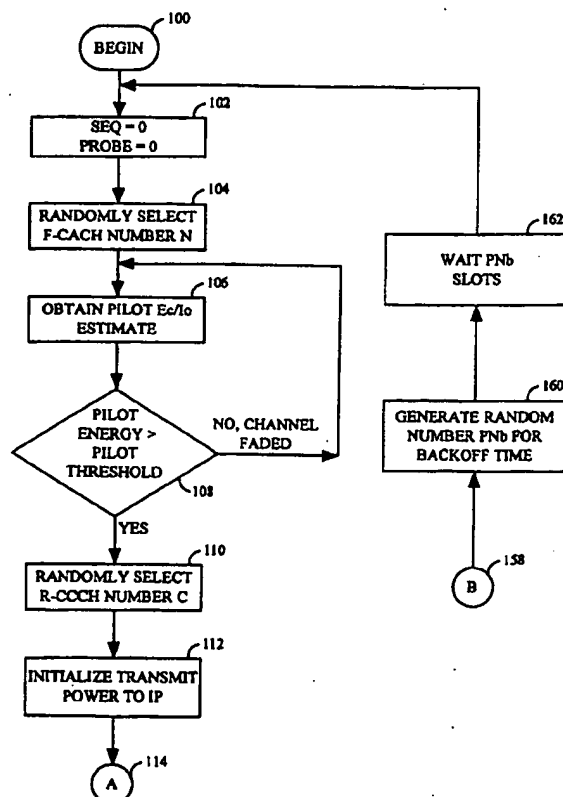 100
BEGIN
102
SEQ = 0
PROBE = 0
104
RANDOMLY SELECT
F-CACH NUMBER N
106
OBTAIN PILOT Ec/Io
ESTIMATE
PILOT
ENERGY >
PILOT
THRESHOLD
NO, CHANNEL
FADED
108
YES
110
RANDOMLY SELECT
R-CCCH NUMBER C
112
INITIALIZE TRANSMIT
POWER TO IP
A
114
162
WAIT PNb
SLOTS
160
GENERATE RANDOM
NUMBER PNb FOR
BACKOFF TIME
B
158